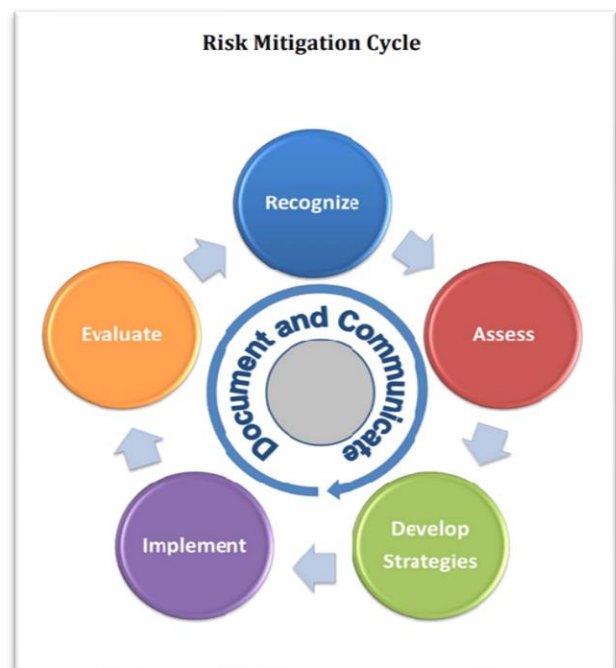 Risk Mitigation Cycle
Recognize
Assess
Develop
Strategies
Implement
Evaluate
Document and Communicate